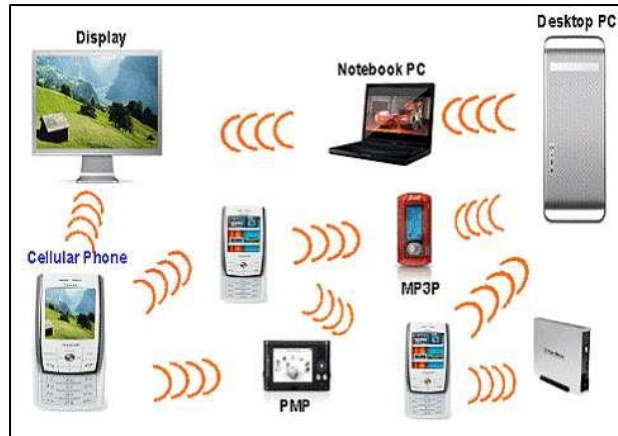 Display
Desktop PC
Notebook PC
Cellular Phone
MP3P
PMP